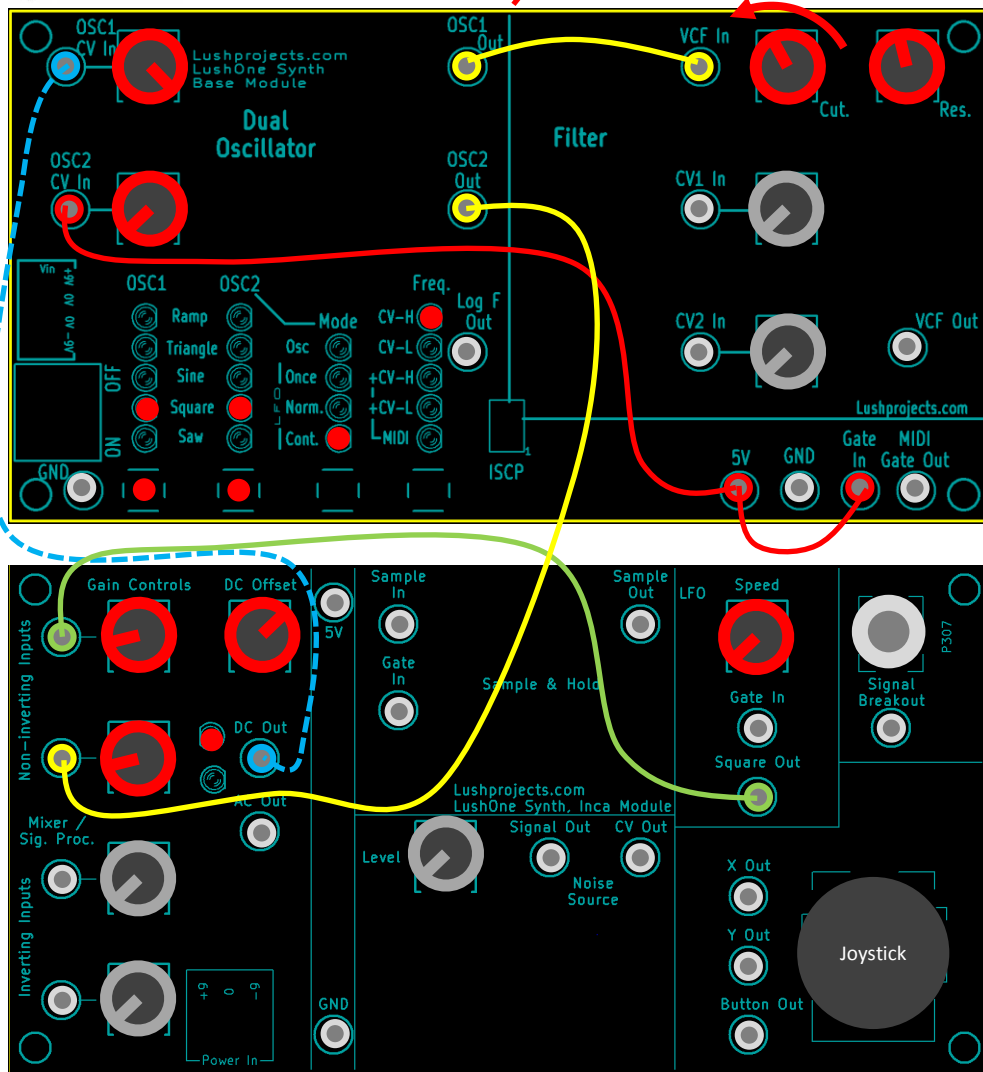 OSC1
CV In
Lushprojects.com
LushOne Synth
Base Module
Dual
Oscillator
OSC1
Out
VCF In
Cut.
Res.
Filter
OSC2
CV In
OSC2
Out
CV1 In
Vin
A9- A0 A0 A9+
OFF
ON
OSC1
OSC2
Mode
Freq.
Ramp
Triangle
Sine
Square
Saw
Osc
Once
Norm.
Cont.
LFO
CV-H
CV-L
+CV-H
+CV-L
MIDI
Log F
Out
CV2 In
VCF Out
Lushprojects.com
GND
ISCP
1
5V
GND
Gate
In
MIDI
Gate Out
Gain Controls
DC Offset
5V
Non-inverting Inputs
DC Out
AC Out
Mixer
Sig. Proc.
Inverting Inputs
+9
0
-9
Power In
GND
Sample
In
Sample
Out
Gate
In
Sample & Hold
Lushprojects.com
LushOne Synth, Inca Module
Level
Signal Out
CV Out
Noise
Source
LFO
Speed
Gate In
Square Out
P307
Signal
Breakout
X Out
Y Out
Button Out
Joystick